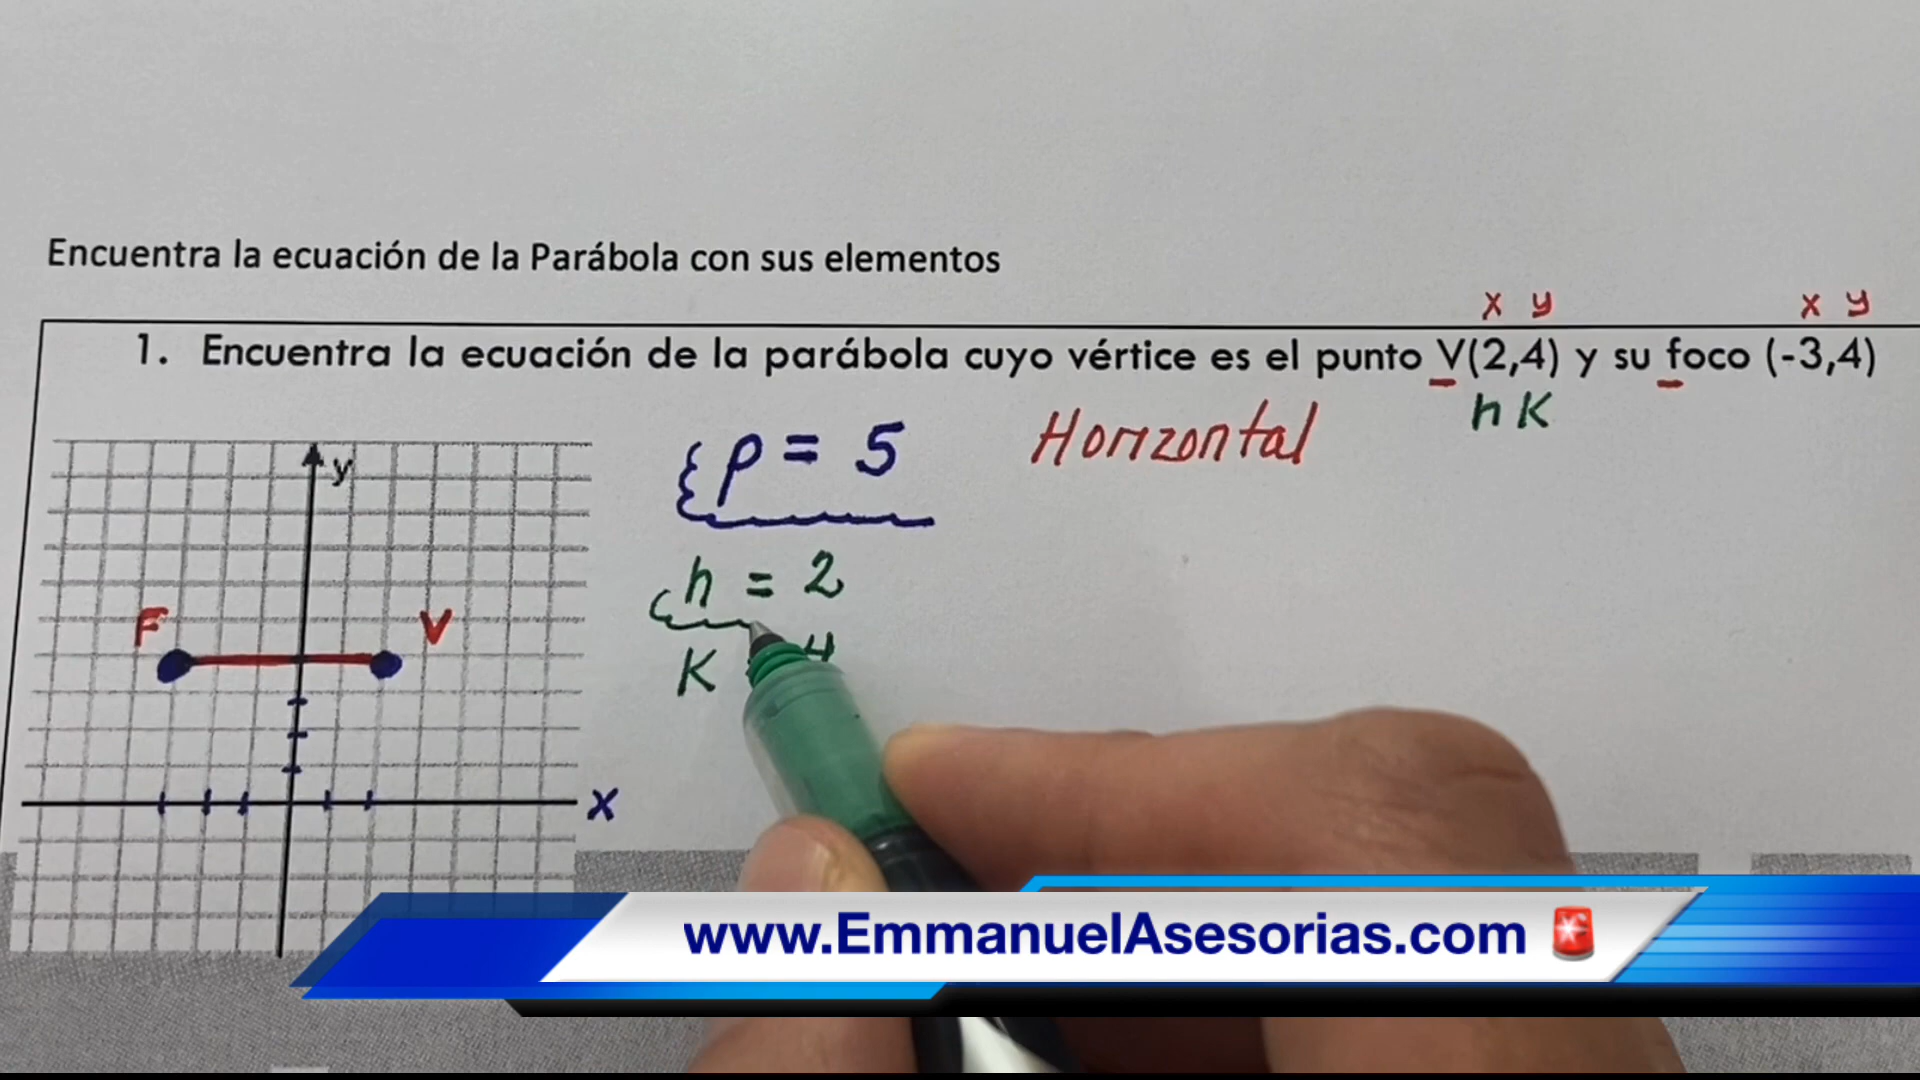 Encuentra la ecuación de la Parábola con sus elementos
x y x y
1. Encuentra la ecuación de la parábola cuyo vértice es el punto V(2,4) y su foco (-3,4)
h K
p = 5 Horizontal
y
h = 2
F V
K 4
x
www.EmmanuelAsesorias.com